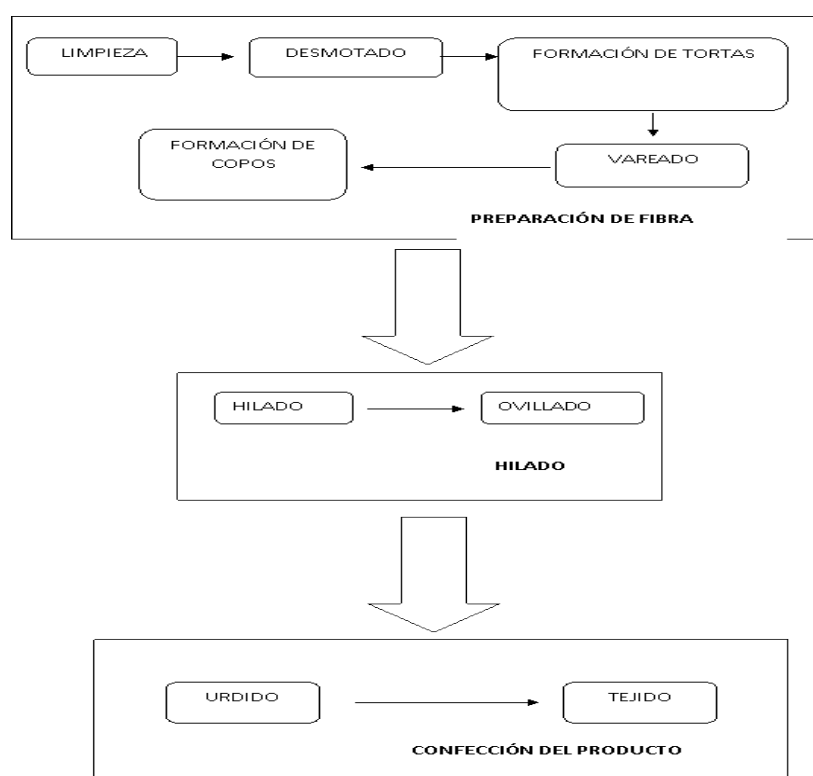 LIMPIEZA
DESMOTADO
FORMACIÓN DE TORTAS
FORMACIÓN DE
COPOS
VAREADO
PREPARACIÓN DE FIBRA
HILADO
OVILLADO
HILADO
URDIDO
TEJIDO
CONFECCIÓN DEL PRODUCTO